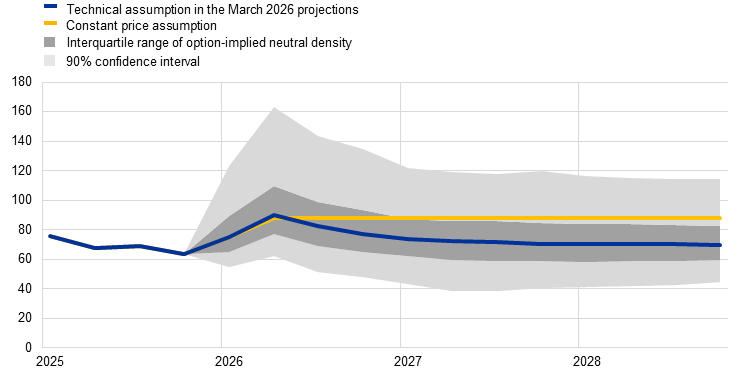 Technical assumption in the March 2026 projections
Constant price assumption
Interquartile range of option-implied neutral density
90% confidence interval
180
160
140
120
100
80
60
40
20
0
2025 2026 2027 2028